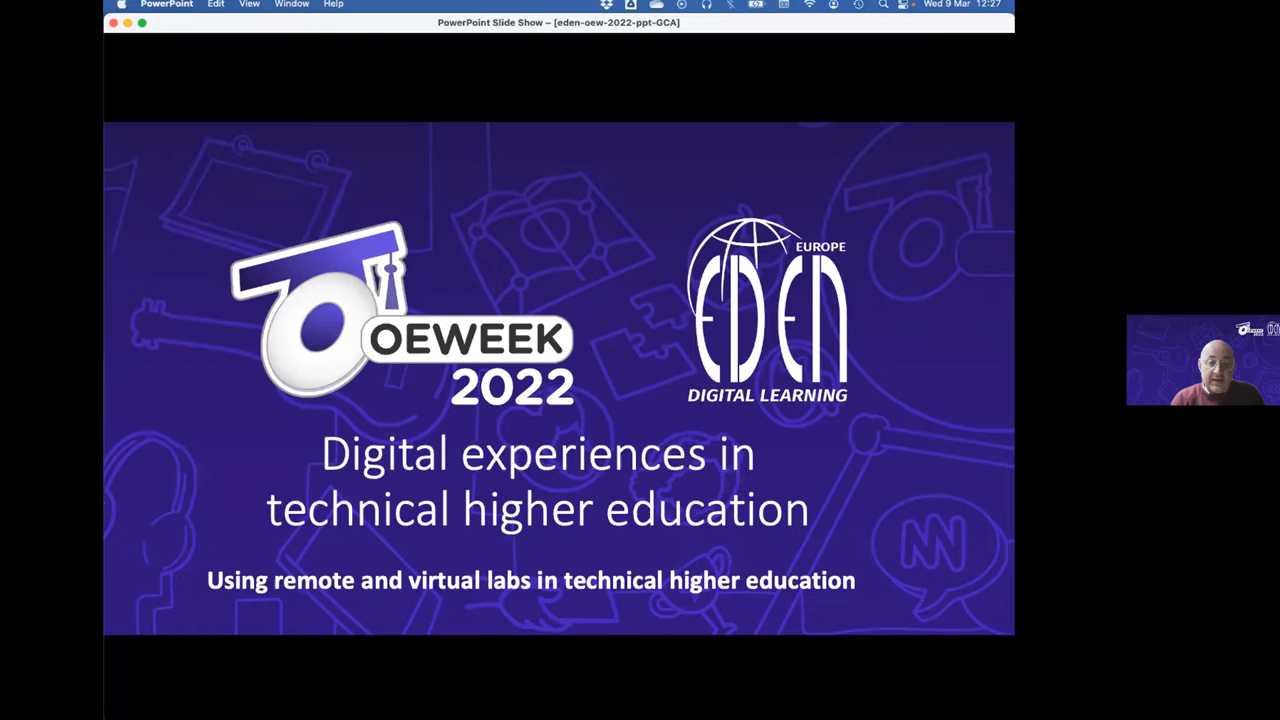 PowerPoint Edit View Window Help Wed 9 Mar 12:27
PowerPoint Slide Show – [eden-oew-2022-ppt-GCA]
EUROPE
EDEN
DIGITAL LEARNING
OEWEEK
2022
Digital experiences in
technical higher education
Using remote and virtual labs in technical higher education